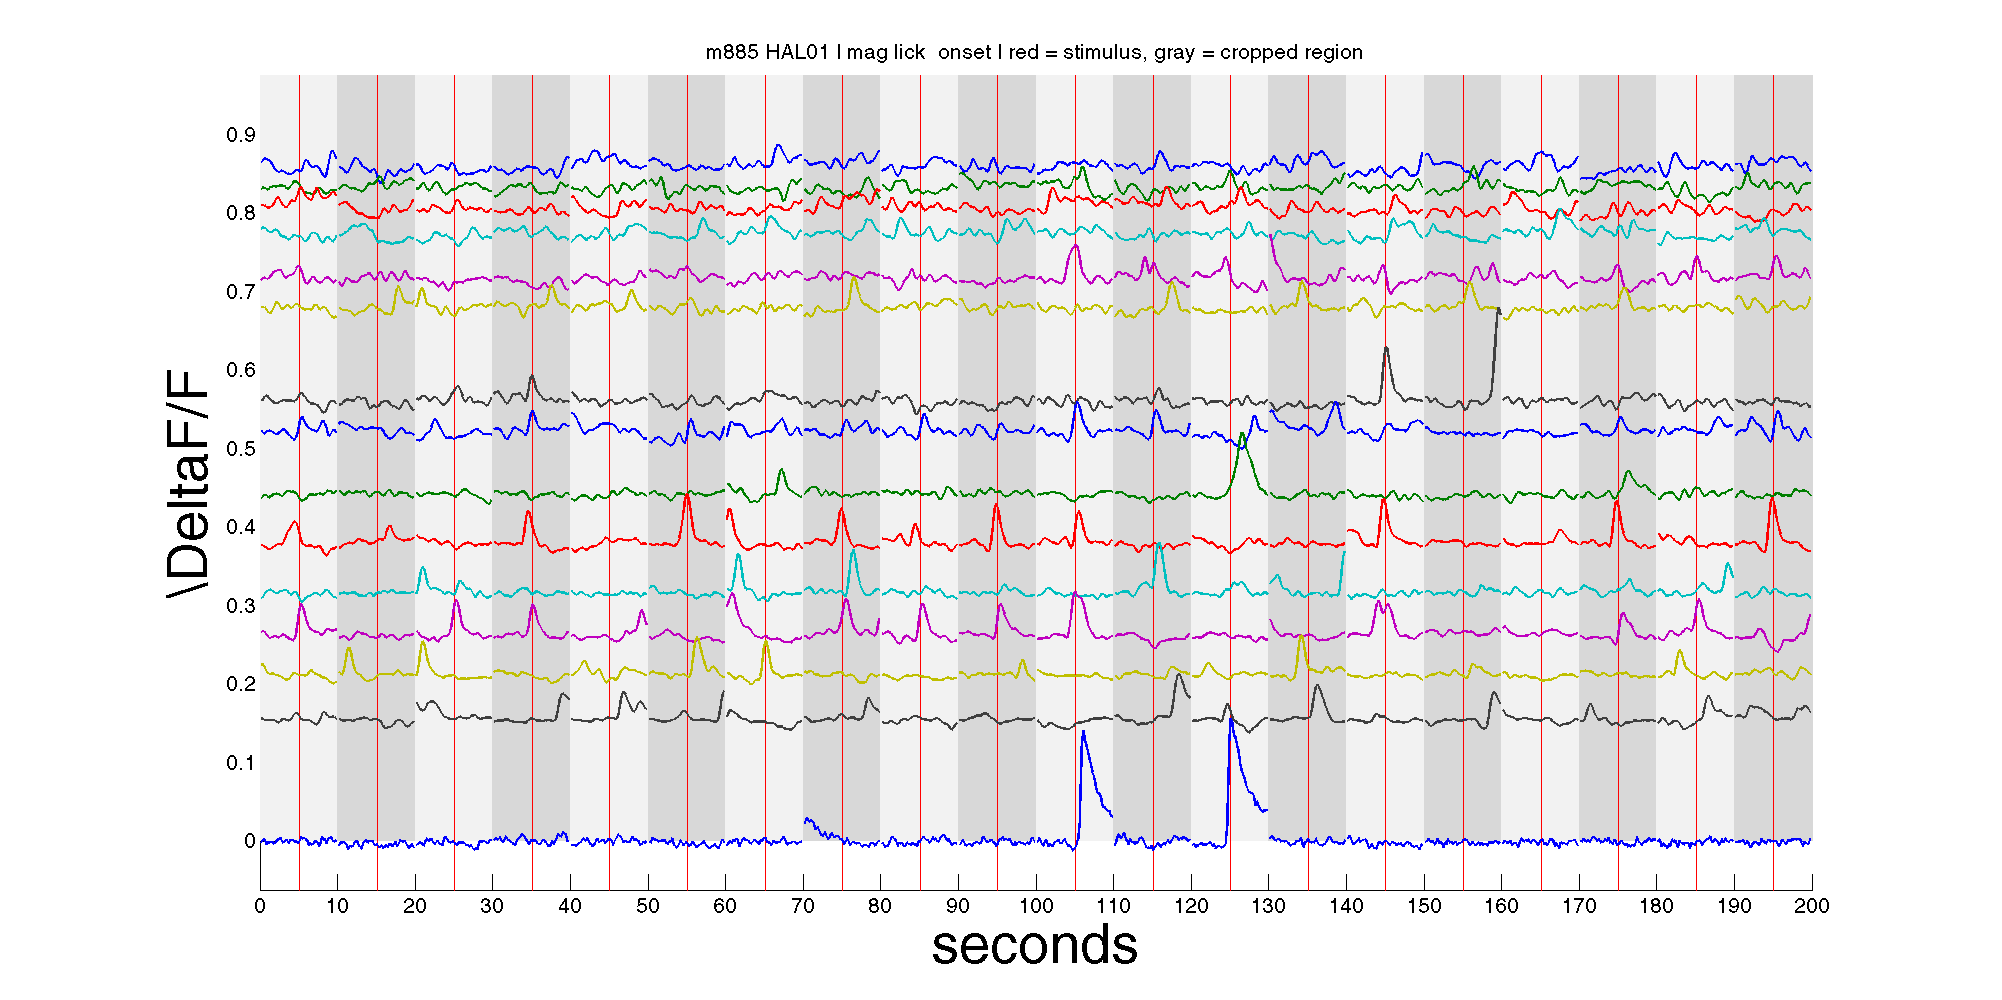 m885 HAL01 | mag lick  onset | red = stimulus, gray = cropped region
0.9
0.8
0.7
0.6
0.5
0.4
0.3
0.2
0.1
0
\DeltaF/F
0 10 20 30 40 50 60 70 80 90 100 110 120 130 140 150 160 170 180 190 200
seconds